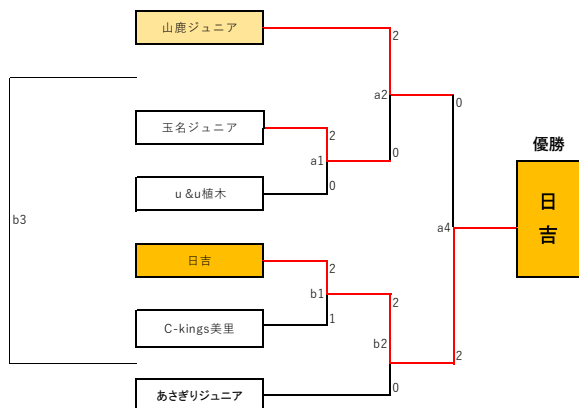 山鹿ジュニア
2
a2
0
玉名ジュニア
2
a1
0
0
優勝
u &u植木
日
吉
b3
a4
日吉
2
b1
2
C-kings美里
1
b2
2
あさぎりジュニア
0